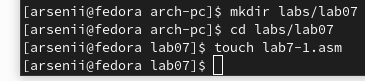 [arsenii@fedora arch-pc]$ mkdir labs/lab07
[arsenii@fedora arch-pc]$ cd labs/lab07
[arsenii@fedora lab07]$ touch lab7-1.asm
[arsenii@fedora lab07]$